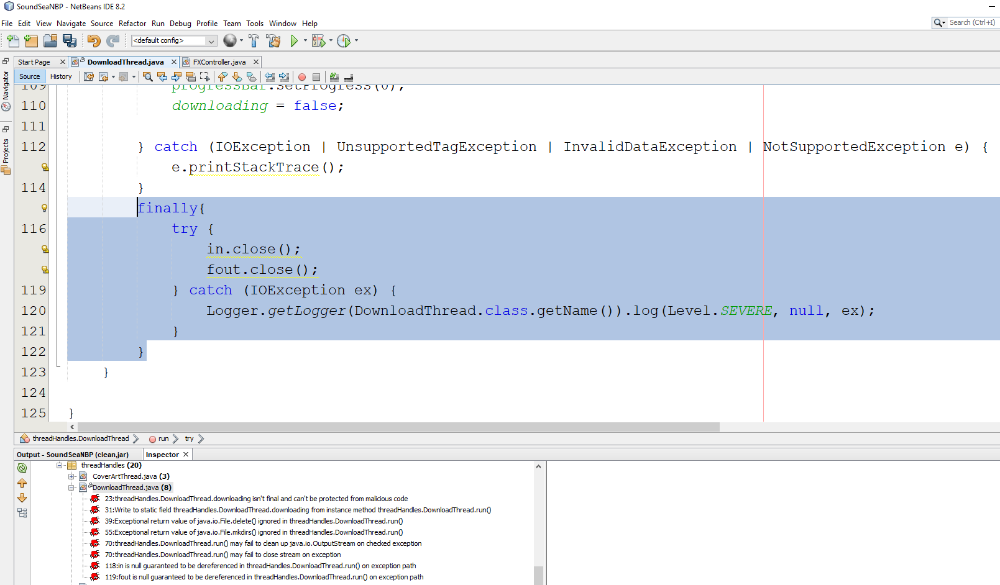 SoundSeaNBP - NetBeans IDE 8.2
File Edit View Navigate Source Refactor Run Debug Profile Team Tools Window Help
Search (Ctrl+I)
<default config>
Start Page DownloadThread.java FXController.java
Source History
Navigator
Projects
109 progressBar.setProgress(0);
110 downloading = false;
111
112 } catch (IOException | UnsupportedTagException | InvalidDataException | NotSupportedException e) {
e.printStackTrace();
114 }
finally{
116 try {
in.close();
fout.close();
119 } catch (IOException ex) {
120 Logger.getLogger(DownloadThread.class.getName()).log(Level.SEVERE, null, ex);
121 }
122 }
123 }
124
125 }
threadHandles.DownloadThread run try
Output - SoundSeaNBP (clean,jar) Inspector
threadHandles (20)
CoverArtThread.java (3)
DownloadThread.java (8)
23:threadHandles.DownloadThread.downloading isn't final and can't be protected from malicious code
31:Write to static field threadHandles.DownloadThread.downloading from instance method threadHandles.DownloadThread.run()
39:Exceptional return value of java.io.File.delete() ignored in threadHandles.DownloadThread.run()
55:Exceptional return value of java.io.File.mkdirs() ignored in threadHandles.DownloadThread.run()
70:threadHandles.DownloadThread.run() may fail to clean up java.io.OutputStream on checked exception
70:threadHandles.DownloadThread.run() may fail to close stream on exception
118:in is null guaranteed to be dereferenced in threadHandles.DownloadThread.run() on exception path
119:fout is null guaranteed to be dereferenced in threadHandles.DownloadThread.run() on exception path